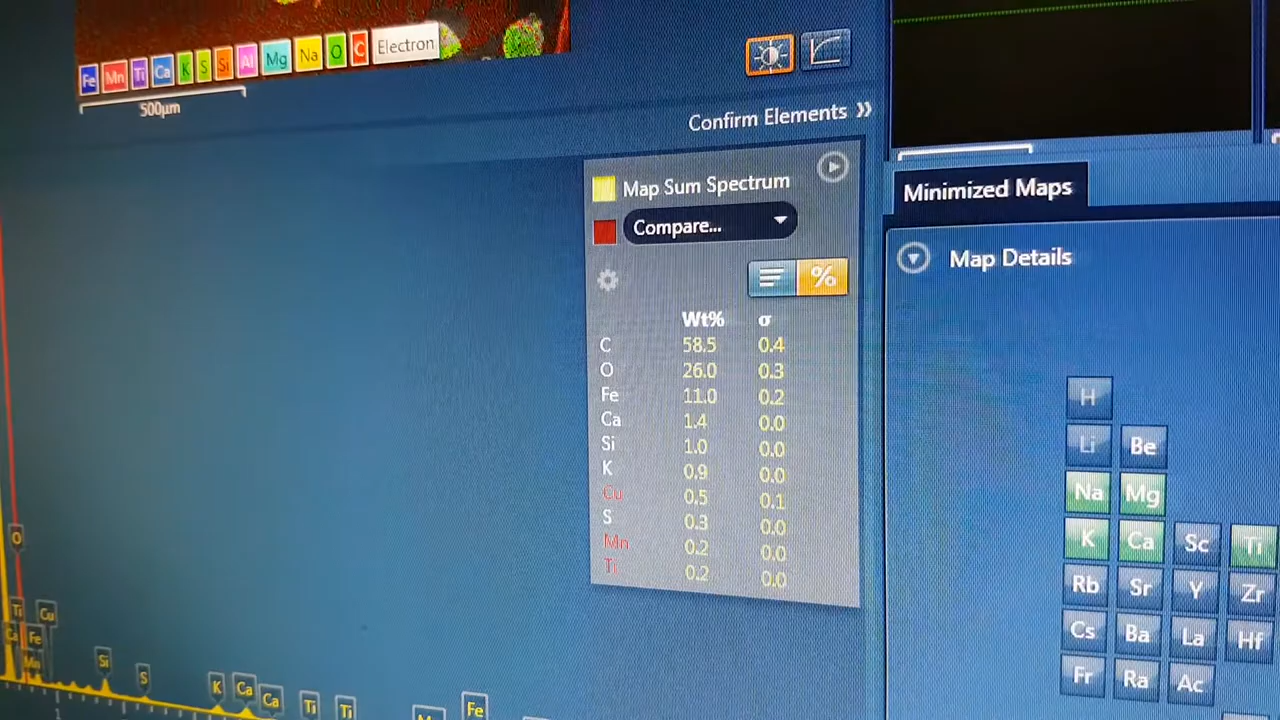 Fe Mn Ti Ca K S Si Al Mg Na O C Electron
500µm
Confirm Elements »
Map Sum Spectrum
Compare...
%
Wt% σ
C 58.5 0.4
O 26.0 0.3
Fe 11.0 0.2
Ca 1.4 0.0
Si 1.0 0.0
K 0.9 0.0
Cu 0.5 0.1
S 0.3 0.0
Mn 0.2 0.0
Ti 0.2 0.0
Minimized Maps
Map Details
H
Li Be
Na Mg
K Ca Sc Ti
Rb Sr Y Zr
Cs Ba La Hf
Fr Ra Ac
O
Ti Cu
Ca Fe
Mn
Si S K Ca Ca Ti Ti Fe
1